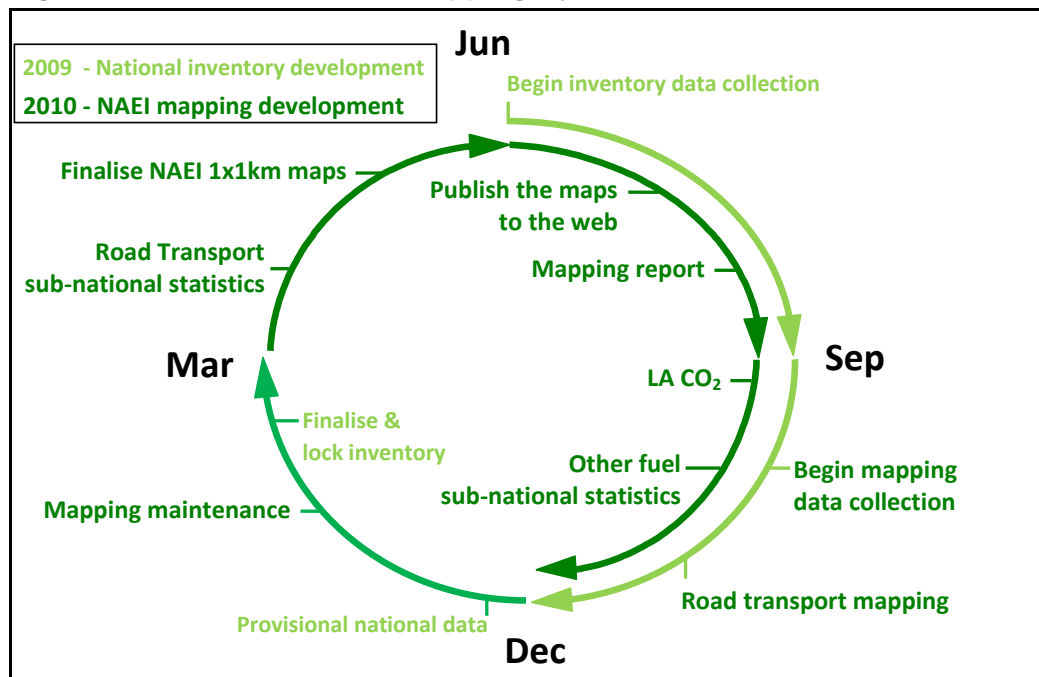 Jun
2009 - National inventory development
2010 - NAEI mapping development
Begin inventory data collection
Finalise NAEI 1x1km maps
Publish the maps
to the web
Road Transport
sub-national statistics
Mapping report
Mar
Sep
LA CO₂
Finalise &
lock inventory
Other fuel
sub-national statistics
Begin mapping
data collection
Mapping maintenance
Road transport mapping
Provisional national data
Dec